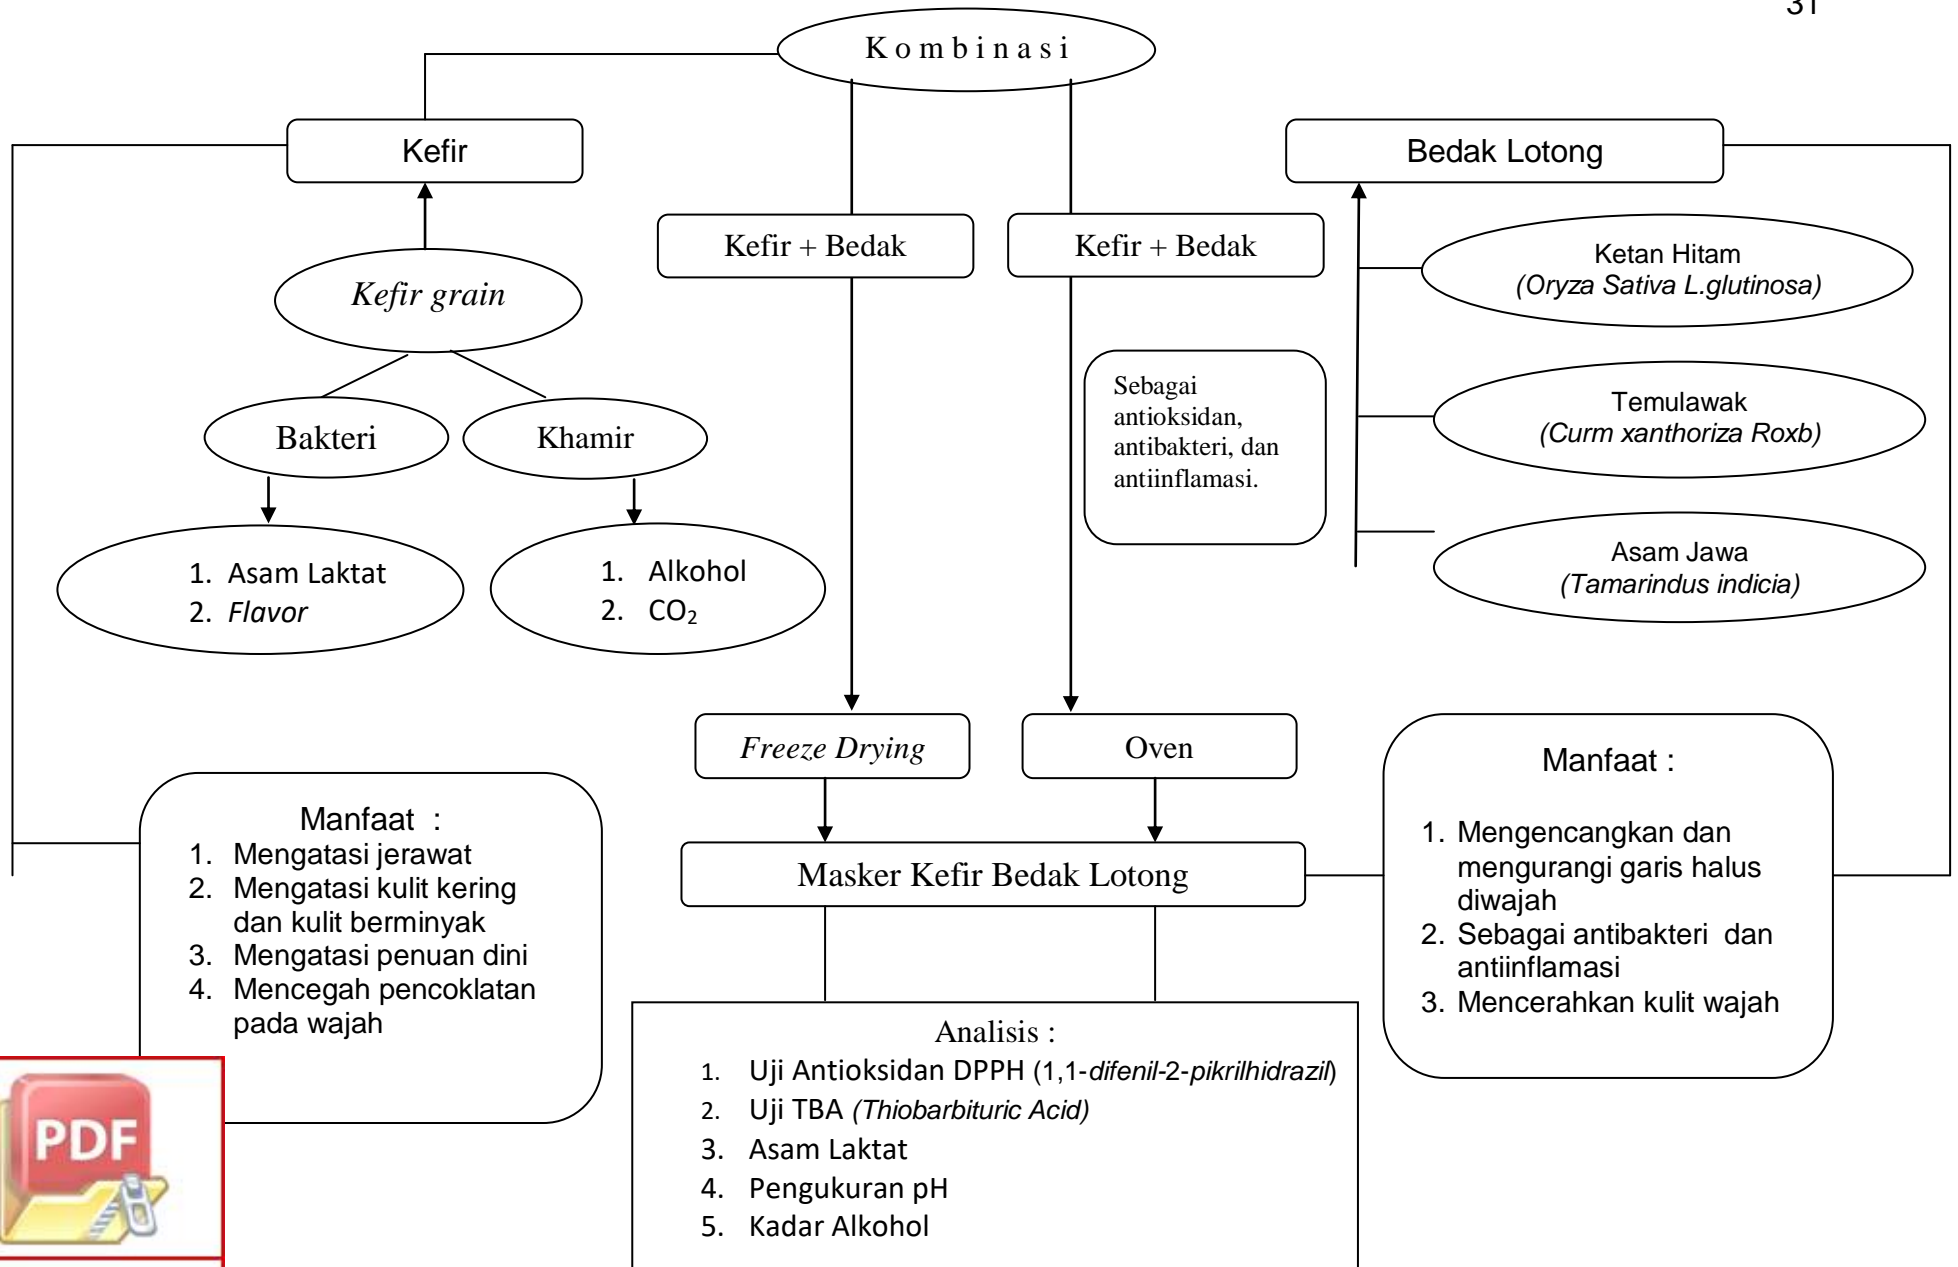 31
K o m b i n a s i
Kefir
Bedak Lotong
Kefir + Bedak
Kefir + Bedak
Kefir grain
Ketan Hitam
(Oryza Sativa L.glutinosa)
Bakteri
Khamir
Sebagai
antioksidan,
antibakteri, dan
antiinflamasi.
Temulawak
(Curm xanthoriza Roxb)
1. Asam Laktat
2. Flavor
1. Alkohol
2. CO₂
Asam Jawa
(Tamarindus indicia)
Freeze Drying
Oven
Masker Kefir Bedak Lotong
Manfaat :
1. Mengatasi jerawat
2. Mengatasi kulit kering
dan kulit berminyak
3. Mengatasi penuan dini
4. Mencegah pencoklatan
pada wajah
Manfaat :
1. Mengencangkan dan
mengurangi garis halus
diwajah
2. Sebagai antibakteri dan
antiinflamasi
3. Mencerahkan kulit wajah
Analisis :
1. Uji Antioksidan DPPH (1,1-difenil-2-pikrilhidrazil)
2. Uji TBA (Thiobarbituric Acid)
3. Asam Laktat
4. Pengukuran pH
5. Kadar Alkohol
PDF